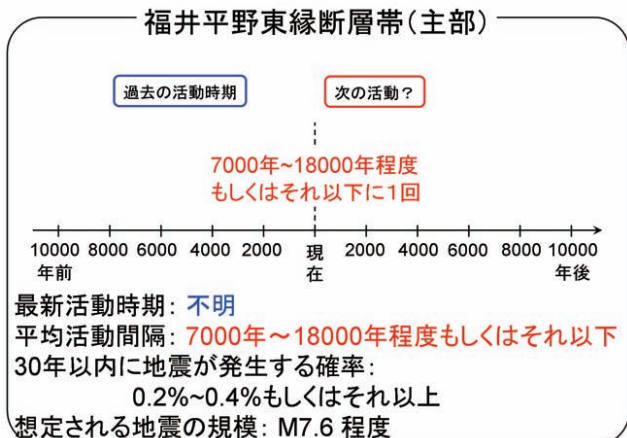 福井平野東縁断層帯(主部)
過去の活動時期
次の活動？
7000年~18000年程度
もしくはそれ以下に１回
10000 8000 6000 4000 2000 現在 2000 4000 6000 8000 10000
年前 年後
最新活動時期: 不明
平均活動間隔: 7000年～18000年程度もしくはそれ以下
30年以内に地震が発生する確率:
0.2%~0.4%もしくはそれ以上
想定される地震の規模: M7.6 程度